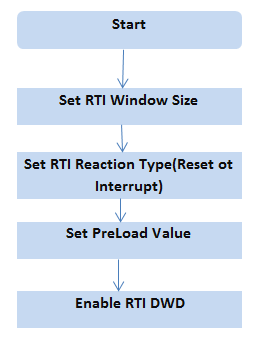 Start
Set RTI Window Size
Set RTI Reaction Type(Reset ot
Interrupt)
Set PreLoad Value
Enable RTI DWD